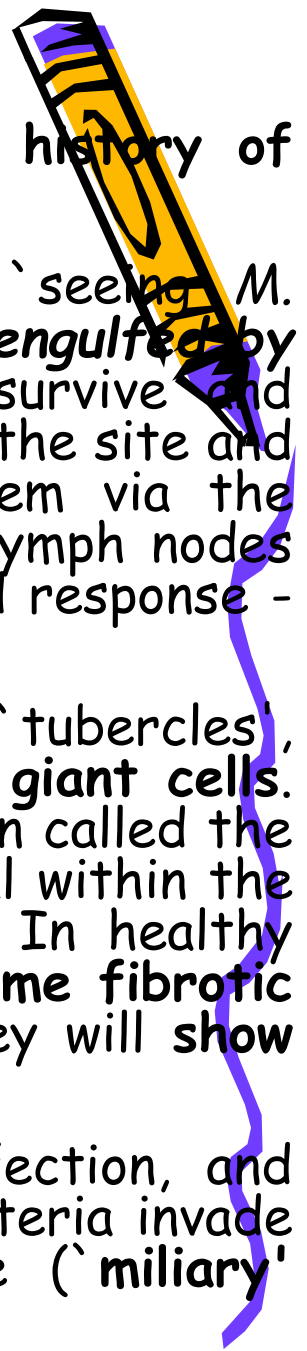 history of
`seeing M.
engulfed by
survive and
the site and
em via the
ymph nodes
response -
`tubercles',
giant cells.
n called the
l within the
In healthy
me fibrotic
ey will show
ection, and
teria invade
e (`miliary'